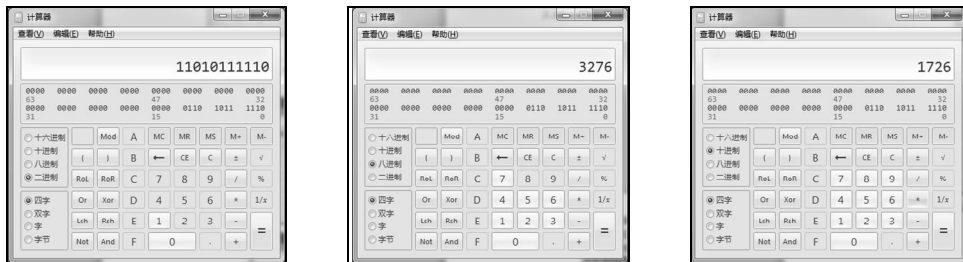 计算器
查看(V) 编辑(E) 帮助(H)
11010111110
0000 0000 0000 0000 0000 0000 0000 0000
63 47 32
0000 0000 0000 0000 0000 0110 1011 1110
31 15 0
十六进制 Mod A MC MR MS M+ M-
十进制
八进制 ( ) B ← CE C ± √
二进制 RoL RoR C 7 8 9 / %
四字 Or Xor D 4 5 6 * 1/x
双字
字 Lsh Rsh E 1 2 3 - =
字节 Not And F 0 . +
计算器
查看(V) 编辑(E) 帮助(H)
3276
0000 0000 0000 0000 0000 0000 0000 0000
63 47 32
0000 0000 0000 0000 0000 0110 1011 1110
31 15 0
十六进制 Mod A MC MR MS M+ M-
十进制
八进制 ( ) B ← CE C ± √
二进制 RoL RoR C 7 8 9 / %
四字 Or Xor D 4 5 6 * 1/x
双字
字 Lsh Rsh E 1 2 3 - =
字节 Not And F 0 . +
计算器
查看(V) 编辑(E) 帮助(H)
1726
0000 0000 0000 0000 0000 0000 0000 0000
63 47 32
0000 0000 0000 0000 0000 0110 1011 1110
31 15 0
十六进制 Mod A MC MR MS M+ M-
十进制
八进制 ( ) B ← CE C ± √
二进制 RoL RoR C 7 8 9 / %
四字 Or Xor D 4 5 6 * 1/x
双字
字 Lsh Rsh E 1 2 3 - =
字节 Not And F 0 . +